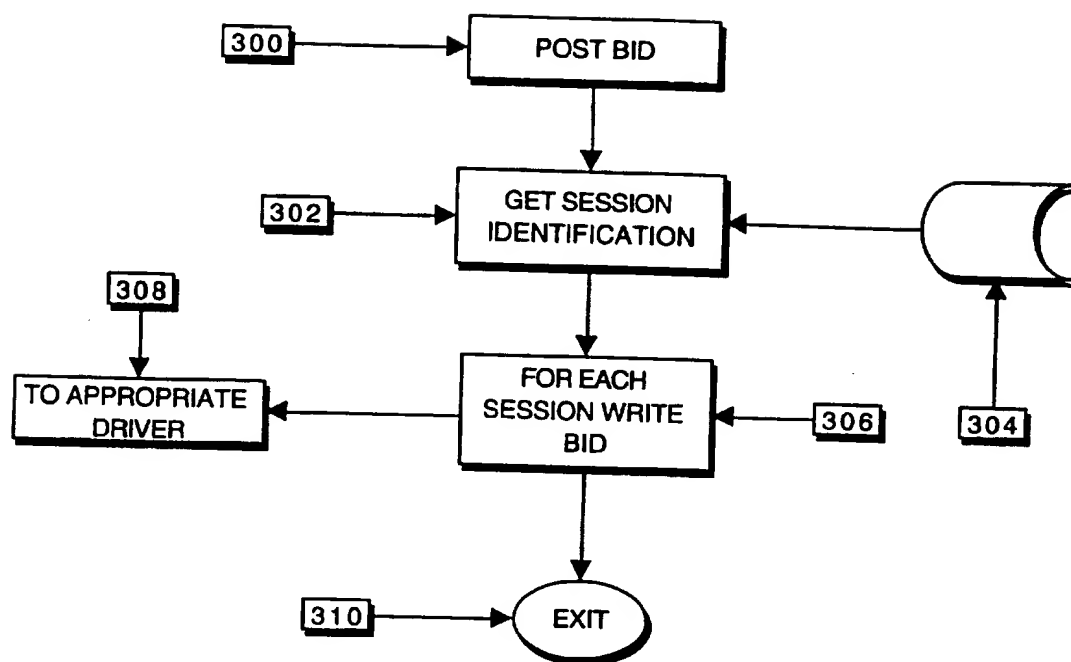 300
POST BID
302
GET SESSION
IDENTIFICATION
308
TO APPROPRIATE
DRIVER
FOR EACH
SESSION WRITE
BID
306
304
310
EXIT